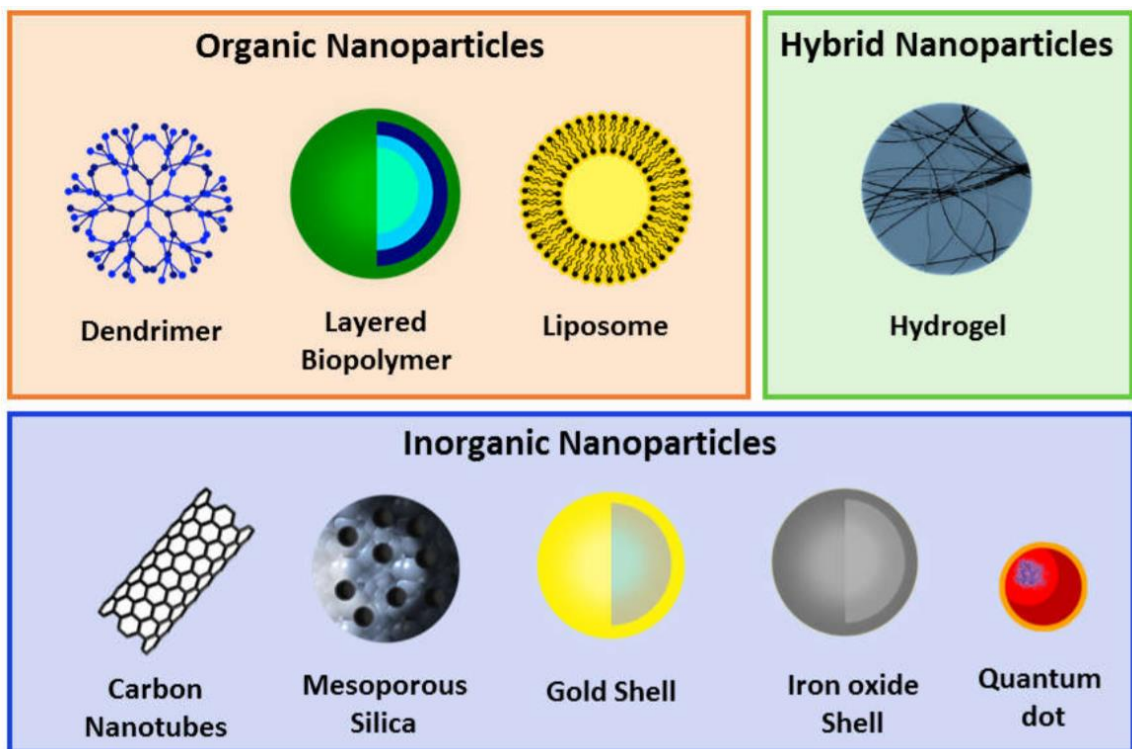 Organic Nanoparticles
Dendrimer
Layered
Biopolymer
Liposome
Hybrid Nanoparticles
Hydrogel
Inorganic Nanoparticles
Carbon
Nanotubes
Mesoporous
Silica
Gold Shell
Iron oxide
Shell
Quantum
dot